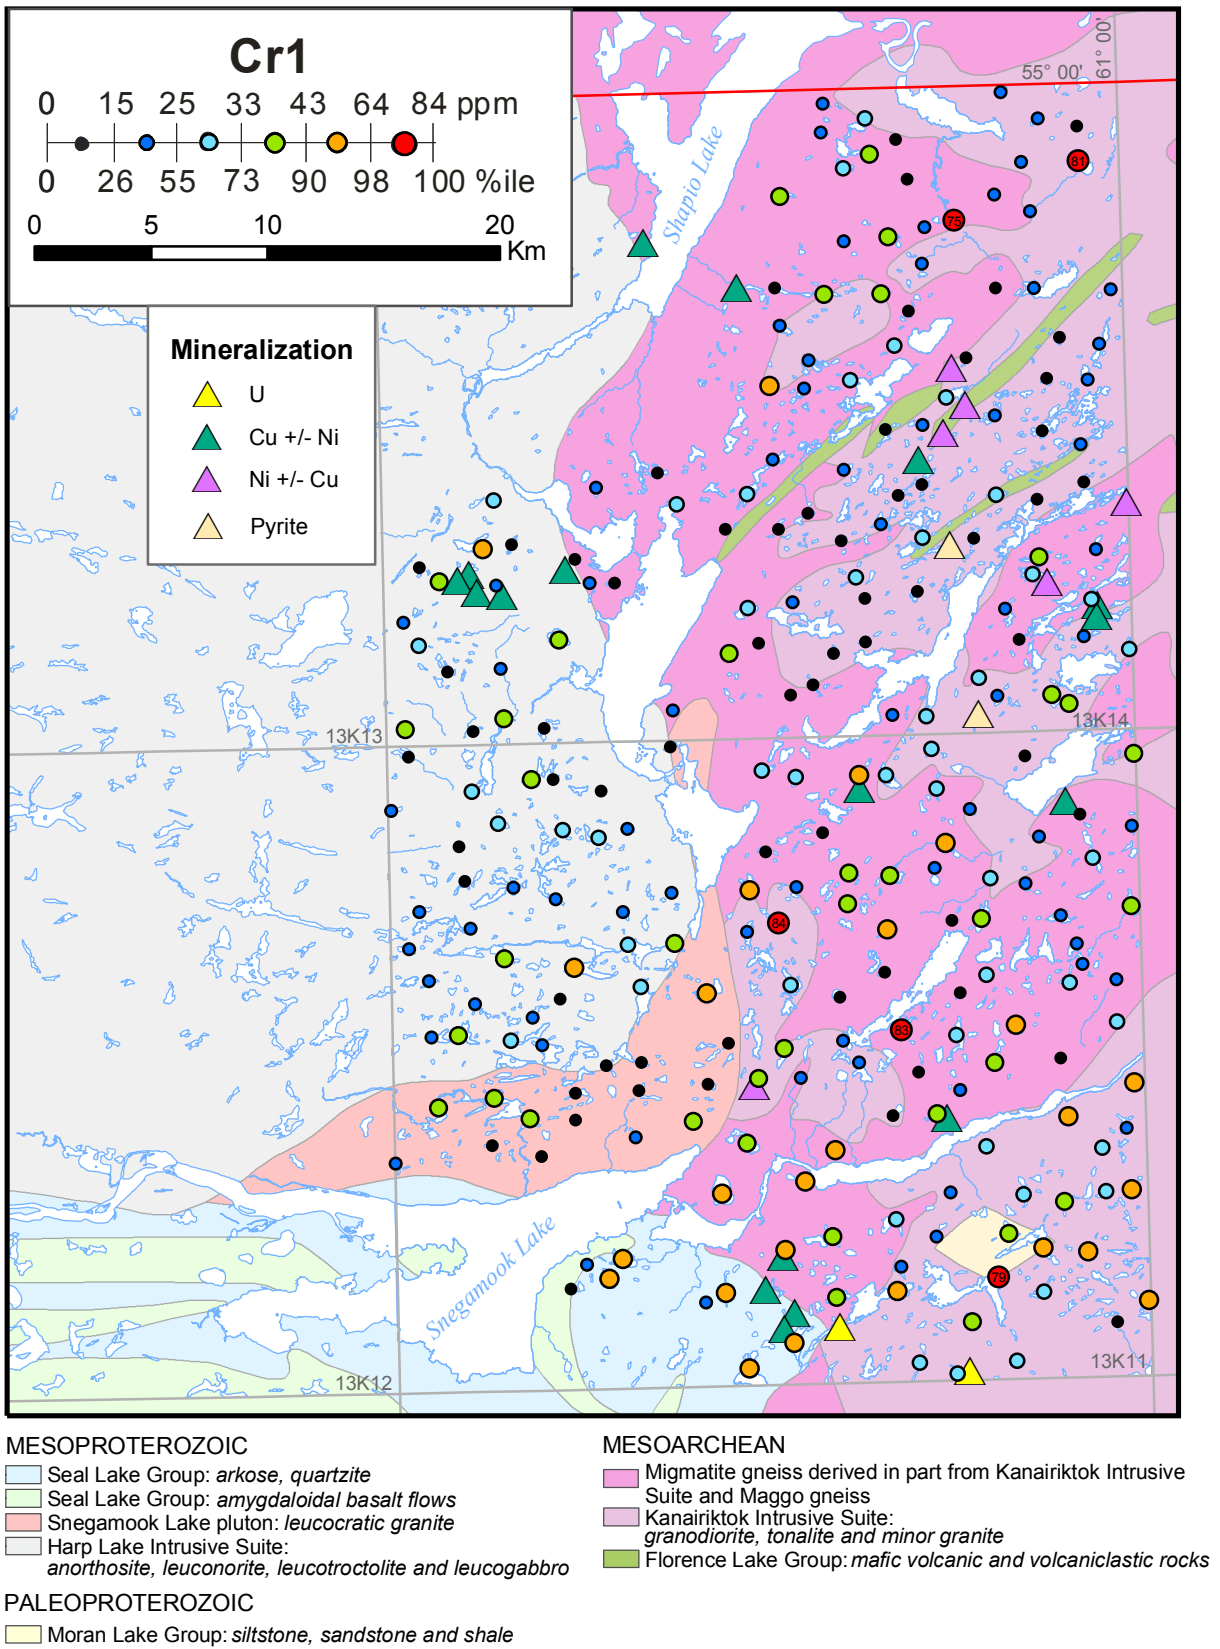 Cr1
0 15 25 33 43 64 84 ppm
0 26 55 73 90 98 100 %ile
0 5 10 20
Km
Mineralization
U
Cu +/- Ni
Ni +/- Cu
Pyrite
55° 00'
61° 00'
Shapio Lake
81
75
13K13
13K14
84
83
79
Snegamook Lake
13K12
13K11
MESOPROTEROZOIC
Seal Lake Group: arkose, quartzite
Seal Lake Group: amygdaloidal basalt flows
Snegamook Lake pluton: leucocratic granite
Harp Lake Intrusive Suite:
anorthosite, leuconorite, leucotroctolite and leucogabbro
PALEOPROTEROZOIC
Moran Lake Group: siltstone, sandstone and shale
MESOARCHEAN
Migmatite gneiss derived in part from Kanairiktok Intrusive
Suite and Maggo gneiss
Kanairiktok Intrusive Suite:
granodiorite, tonalite and minor granite
Florence Lake Group: mafic volcanic and volcaniclastic rocks